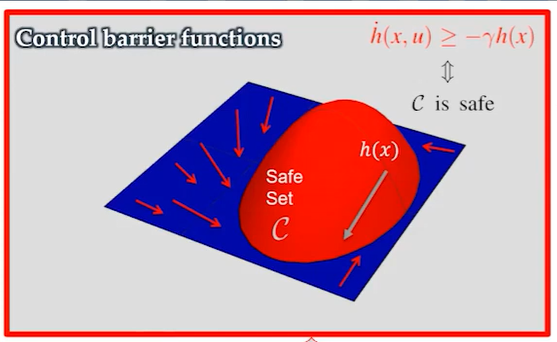 Control barrier functions
ḣ(x, u) ≥ −γh(x)
⇕
𝒞 is safe
h(x)
Safe
Set
𝒞